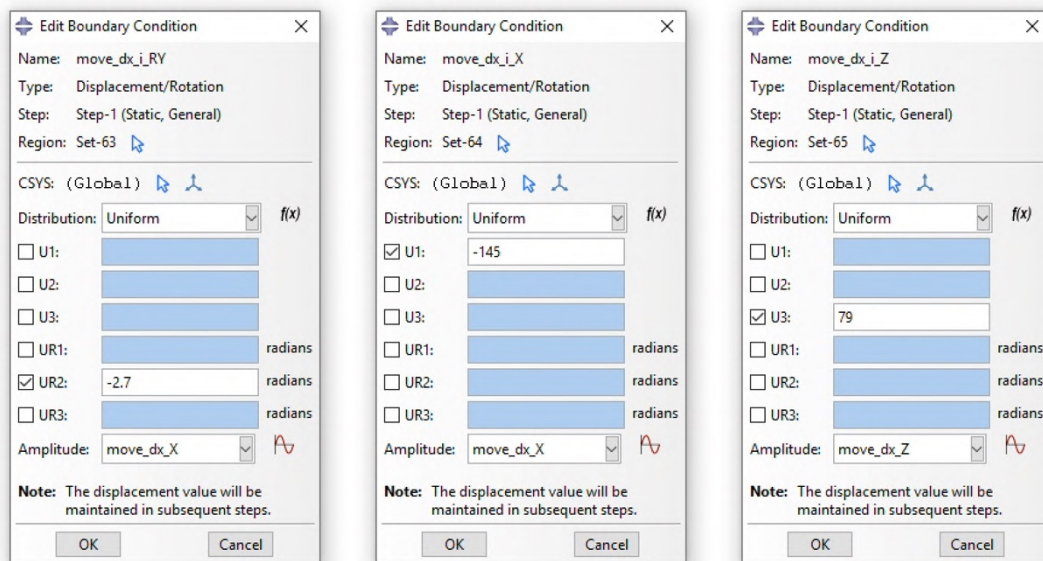 Edit Boundary Condition
Name: move_dx_i_RY
Type: Displacement/Rotation
Step: Step-1 (Static, General)
Region: Set-63
CSYS: (Global)
Distribution: Uniform f(x)
U1:
U2:
U3:
UR1: radians
UR2: -2.7 radians
UR3: radians
Amplitude: move_dx_X
Note: The displacement value will be
maintained in subsequent steps.
OK Cancel
Edit Boundary Condition
Name: move_dx_i_X
Type: Displacement/Rotation
Step: Step-1 (Static, General)
Region: Set-64
CSYS: (Global)
Distribution: Uniform f(x)
U1: -145
U2:
U3:
UR1: radians
UR2: radians
UR3: radians
Amplitude: move_dx_X
Note: The displacement value will be
maintained in subsequent steps.
OK Cancel
Edit Boundary Condition
Name: move_dx_i_Z
Type: Displacement/Rotation
Step: Step-1 (Static, General)
Region: Set-65
CSYS: (Global)
Distribution: Uniform f(x)
U1:
U2:
U3: 79
UR1: radians
UR2: radians
UR3: radians
Amplitude: move_dx_Z
Note: The displacement value will be
maintained in subsequent steps.
OK Cancel